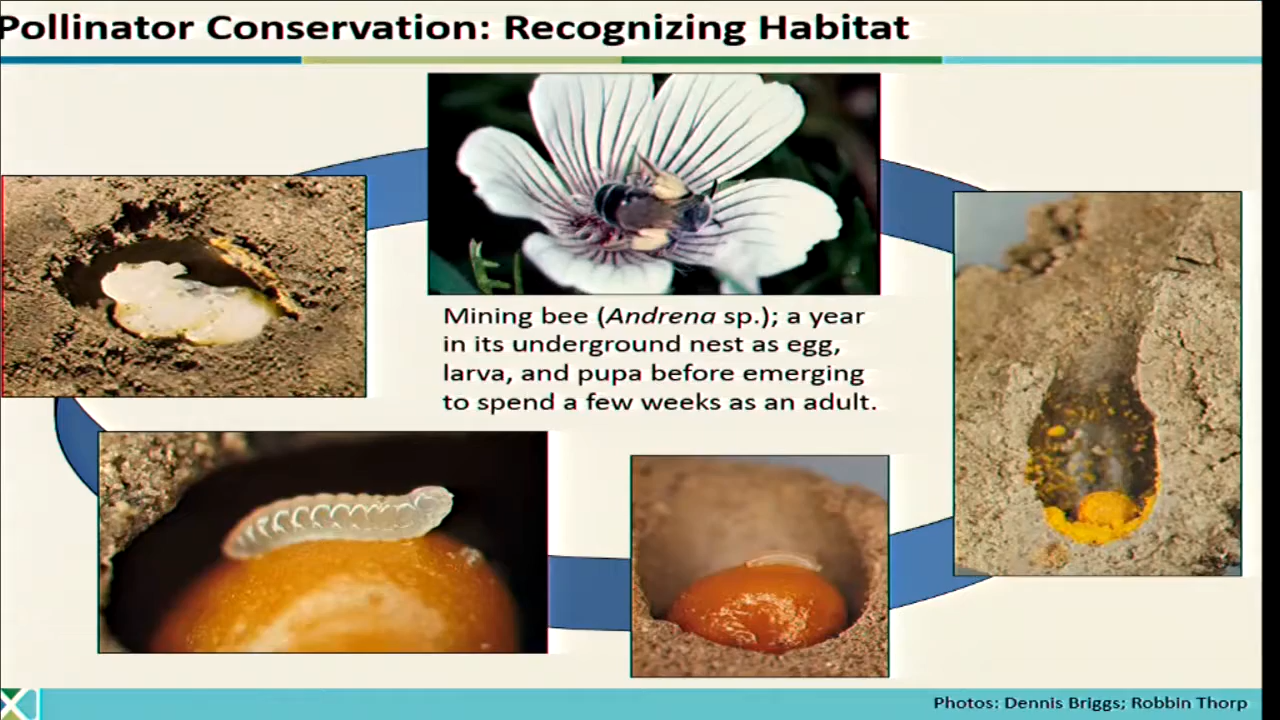 Pollinator Conservation: Recognizing Habitat
Mining bee (Andrena sp.); a year
in its underground nest as egg,
larva, and pupa before emerging
to spend a few weeks as an adult.
Photos: Dennis Briggs; Robbin Thorp